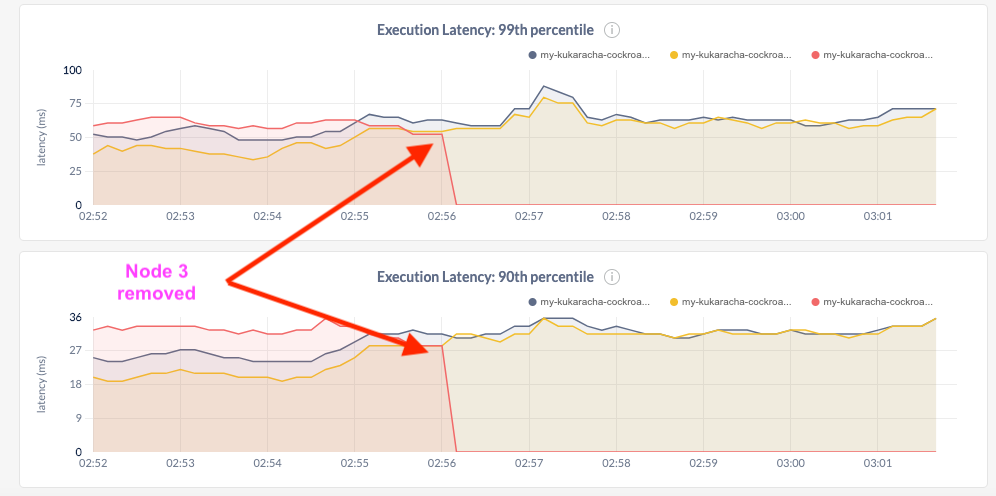 Execution Latency: 99th percentile i
my-kukaracha-cockroa... my-kukaracha-cockroa... my-kukaracha-cockroa...
latency (ms)
100
75
50
25
0
02:52 02:53 02:54 02:55 02:56 02:57 02:58 02:59 03:00 03:01
Node 3
removed
Execution Latency: 90th percentile i
my-kukaracha-cockroa... my-kukaracha-cockroa... my-kukaracha-cockroa...
latency (ms)
36
27
18
9
0
02:52 02:53 02:54 02:55 02:56 02:57 02:58 02:59 03:00 03:01